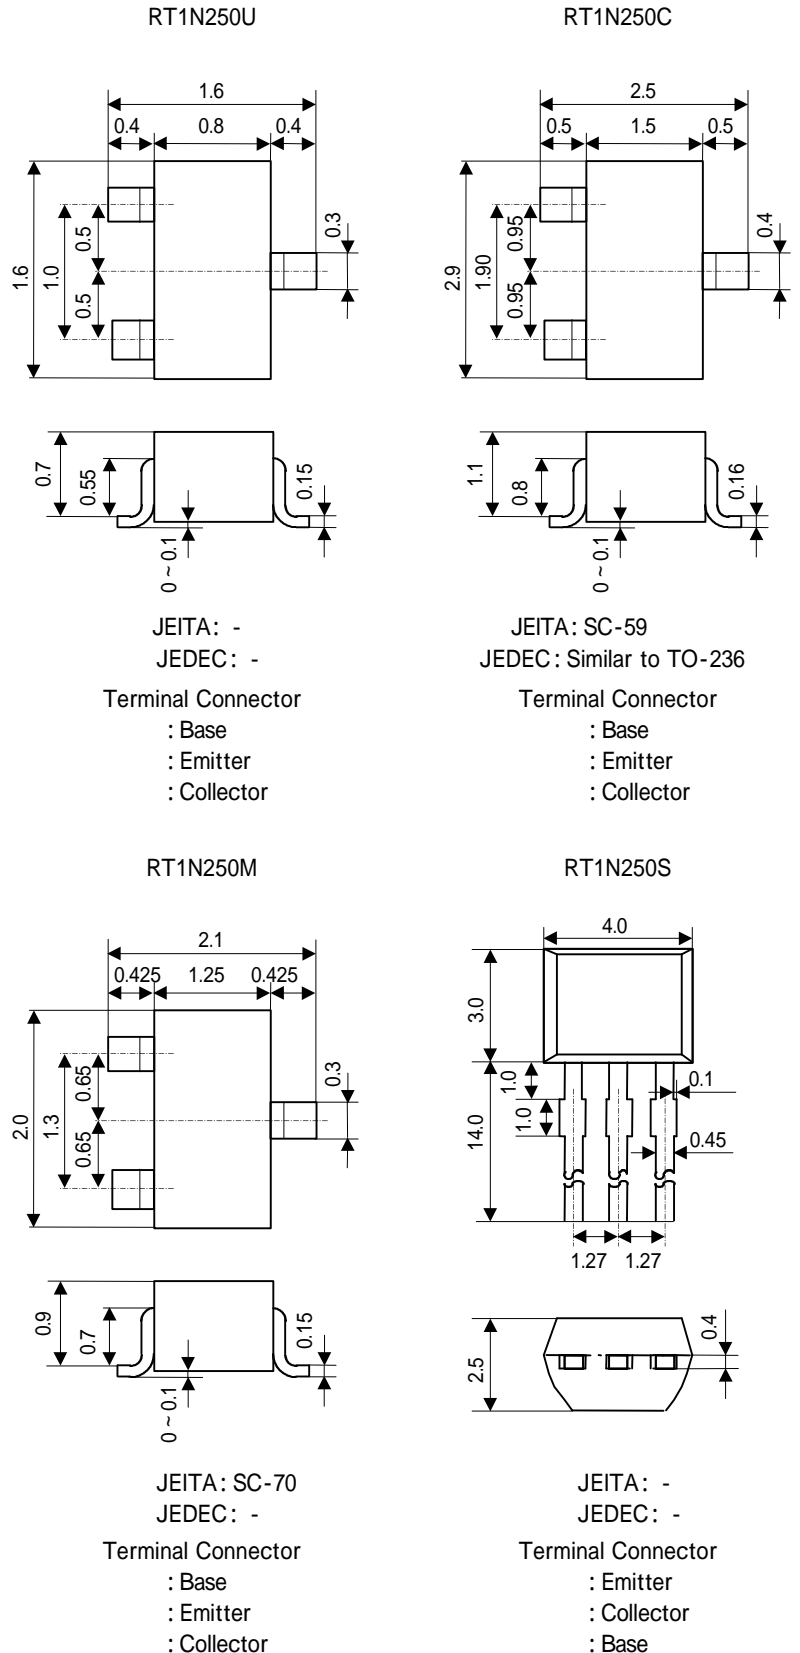 RT1N250U
1.6
0.4 0.8 0.4
1.6
1.0
0.5
0.5
0.3
0.7
0.55
0.15
0 ~ 0.1
JEITA: -
JEDEC: -
Terminal Connector
: Base
: Emitter
: Collector
RT1N250C
2.5
0.5 1.5 0.5
2.9
1.90
0.95
0.95
0.4
1.1
0.8
0.16
0 ~ 0.1
JEITA: SC-59
JEDEC: Similar to TO-236
Terminal Connector
: Base
: Emitter
: Collector
RT1N250M
2.1
0.425 1.25 0.425
2.0
1.3
0.65
0.65
0.3
0.9
0.7
0.15
0 ~ 0.1
JEITA: SC-70
JEDEC: -
Terminal Connector
: Base
: Emitter
: Collector
RT1N250S
4.0
3.0
14.0
1.0
1.0
0.1
0.45
1.27 1.27
2.5
0.4
JEITA: -
JEDEC: -
Terminal Connector
: Emitter
: Collector
: Base